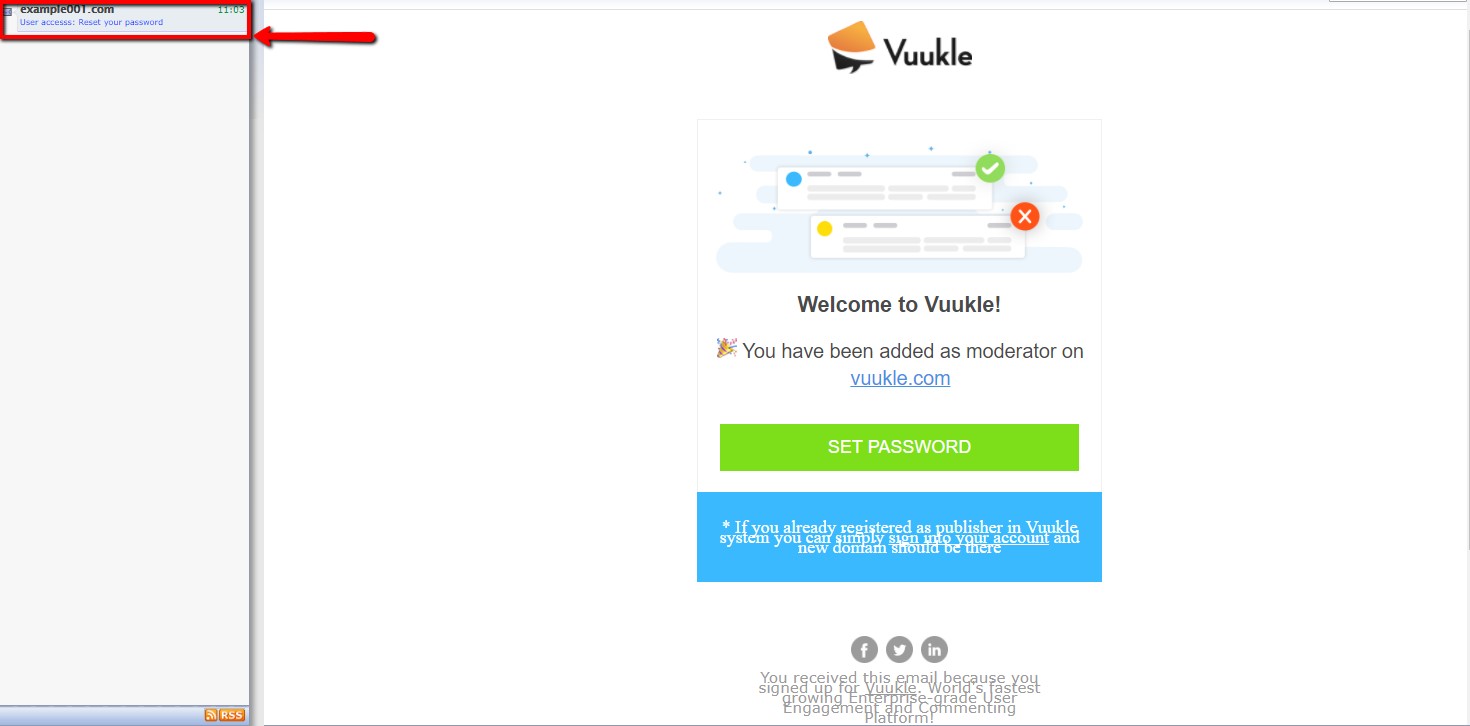 example001.com 11:03
User accesss: Reset your password
Vuukle
Welcome to Vuukle!
You have been added as moderator on
vuukle.com
SET PASSWORD
* If you already registered as publisher in Vuukle
system you can simply sign into your account and
new domain should be there
You received this email because you
signed up for Vuukle. World's fastest
growing Enterprise-grade User
Engagement and Commenting
Platform!
RSS